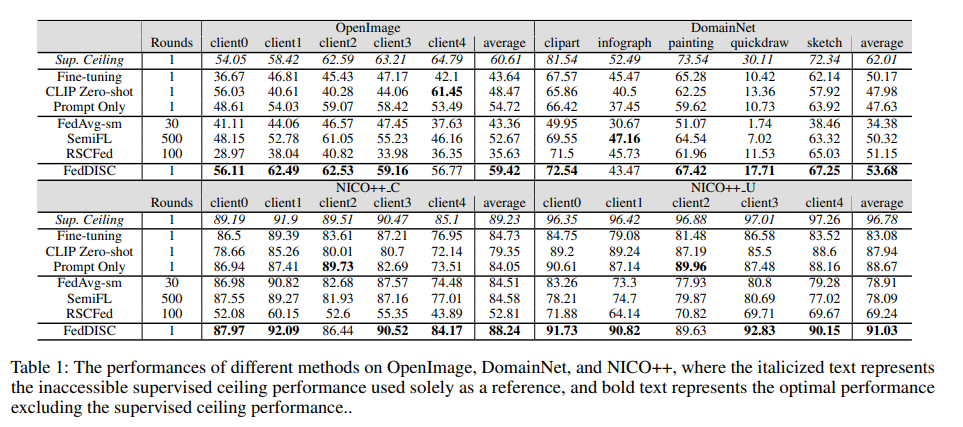 OpenImage DomainNet
Rounds client0 client1 client2 client3 client4 average clipart infograph painting quickdraw sketch average
Sup. Ceiling 1 54.05 58.42 62.59 63.21 64.79 60.61 81.54 52.49 73.54 30.11 72.34 62.01
Fine-tuning 1 36.67 46.81 45.43 47.17 42.1 43.64 67.57 45.47 65.28 10.42 62.14 50.17
CLIP Zero-shot 1 56.03 40.61 40.28 44.06 61.45 48.47 65.86 40.5 62.25 13.36 57.92 47.98
Prompt Only 1 48.61 54.03 59.07 58.42 53.49 54.72 66.42 37.45 59.62 10.73 63.92 47.63
FedAvg-sm 30 41.11 44.06 46.57 47.45 37.63 43.36 49.95 30.67 51.07 1.74 38.46 34.38
SemiFL 500 48.15 52.78 61.05 55.23 46.16 52.67 69.55 47.16 64.54 7.02 63.32 50.32
RSCFed 100 28.97 38.04 40.82 33.98 36.35 35.63 71.5 45.73 61.96 11.53 65.03 51.15
FedDISC 1 56.11 62.49 62.53 59.16 56.77 59.42 72.54 43.47 67.42 17.71 67.25 53.68
NICO++_C NICO++_U
Rounds client0 client1 client2 client3 client4 average client0 client1 client2 client3 client4 average
Sup. Ceiling 1 89.19 91.9 89.51 90.47 85.1 89.23 96.35 96.42 96.88 97.01 97.26 96.78
Fine-tuning 1 86.5 89.39 83.61 87.21 76.95 84.73 84.75 79.08 81.48 86.58 83.52 83.08
CLIP Zero-shot 1 78.66 85.26 80.01 80.7 72.14 79.35 89.2 89.24 87.19 85.5 88.6 87.94
Prompt Only 1 86.94 87.41 89.73 82.69 73.51 84.05 90.61 87.14 89.96 87.48 88.16 88.67
FedAvg-sm 30 86.98 90.82 82.68 87.57 74.48 84.51 83.26 73.3 77.93 80.8 79.28 78.91
SemiFL 500 87.55 89.27 81.93 87.16 77.01 84.58 78.21 74.7 79.87 80.69 77.02 78.09
RSCFed 100 52.08 60.15 52.6 55.35 43.89 52.81 71.88 64.14 70.82 69.71 69.67 69.24
FedDISC 1 87.97 92.09 86.44 90.52 84.17 88.24 91.73 90.82 89.63 92.83 90.15 91.03
Table 1: The performances of different methods on OpenImage, DomainNet, and NICO++, where the italicized text represents
the inaccessible supervised ceiling performance used solely as a reference, and bold text represents the optimal performance
excluding the supervised ceiling performance..